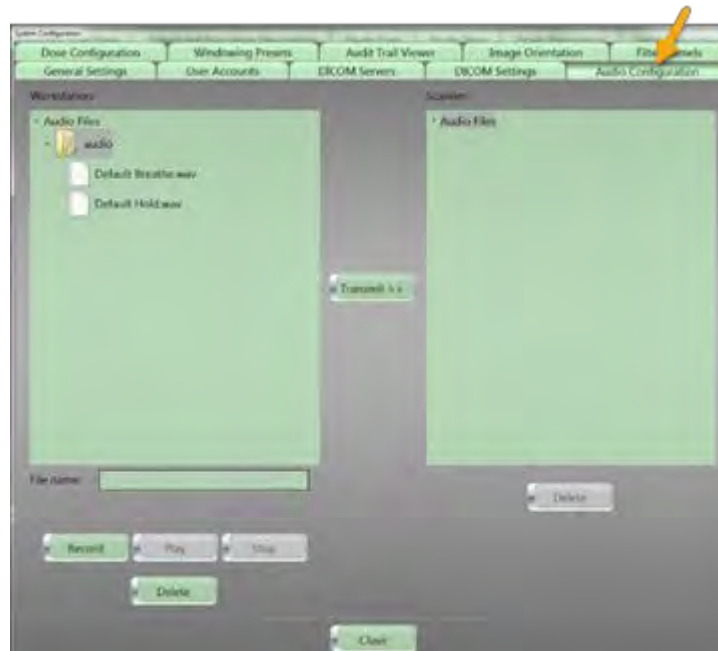 System Configuration
Dose Configuration Windowing Presets Audit Trail Viewer Image Orientation Filter Kernels
General Settings User Accounts DICOM Servers DICOM Settings Audio Configuration
Workstation: Scanner:
Audio Files Audio Files
audio
Default Breathe.wav
Default Hold.wav
Transmit >>
File name:
Delete
Record Play Stop
Delete
Close